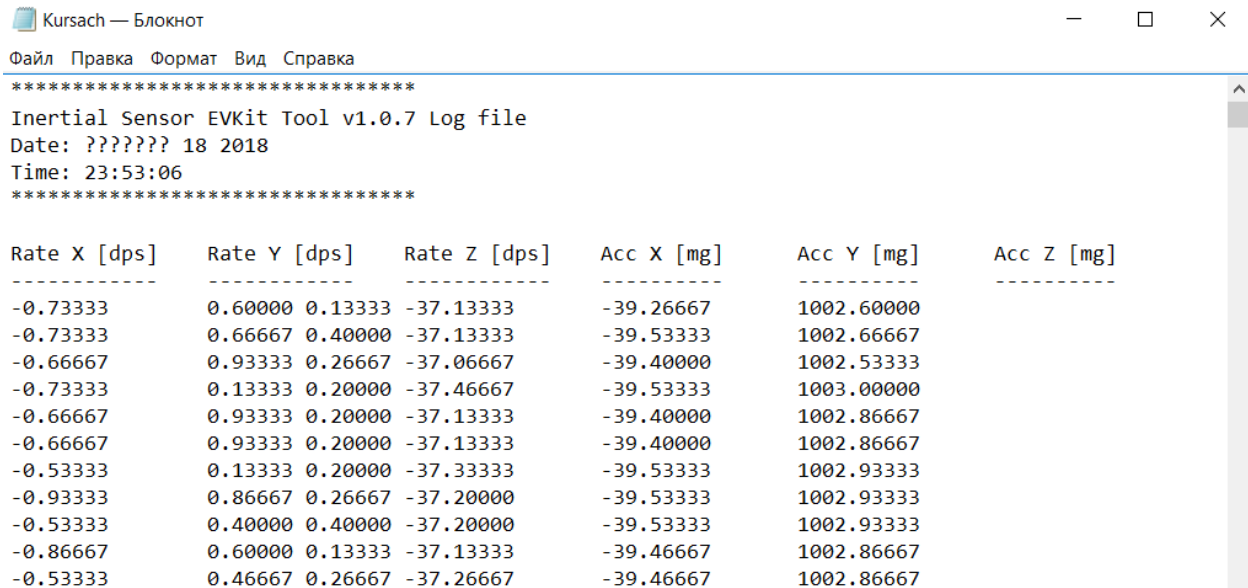 Kursach — Блокнот
Файл Правка Формат Вид Справка
*********************************
Inertial Sensor EVKit Tool v1.0.7 Log file
Date: ??????? 18 2018
Time: 23:53:06
*********************************
Rate X [dps] Rate Y [dps] Rate Z [dps] Acc X [mg] Acc Y [mg] Acc Z [mg]
------------ ------------ ------------ ---------- ---------- ----------
-0.73333 0.60000 0.13333 -37.13333 -39.26667 1002.60000
-0.73333 0.66667 0.40000 -37.13333 -39.53333 1002.66667
-0.66667 0.93333 0.26667 -37.06667 -39.40000 1002.53333
-0.73333 0.13333 0.20000 -37.46667 -39.53333 1003.00000
-0.66667 0.93333 0.20000 -37.13333 -39.40000 1002.86667
-0.66667 0.93333 0.20000 -37.13333 -39.40000 1002.86667
-0.53333 0.13333 0.20000 -37.33333 -39.53333 1002.93333
-0.93333 0.86667 0.26667 -37.20000 -39.53333 1002.93333
-0.53333 0.40000 0.40000 -37.20000 -39.53333 1002.93333
-0.86667 0.60000 0.13333 -37.13333 -39.46667 1002.86667
-0.53333 0.46667 0.26667 -37.26667 -39.46667 1002.86667